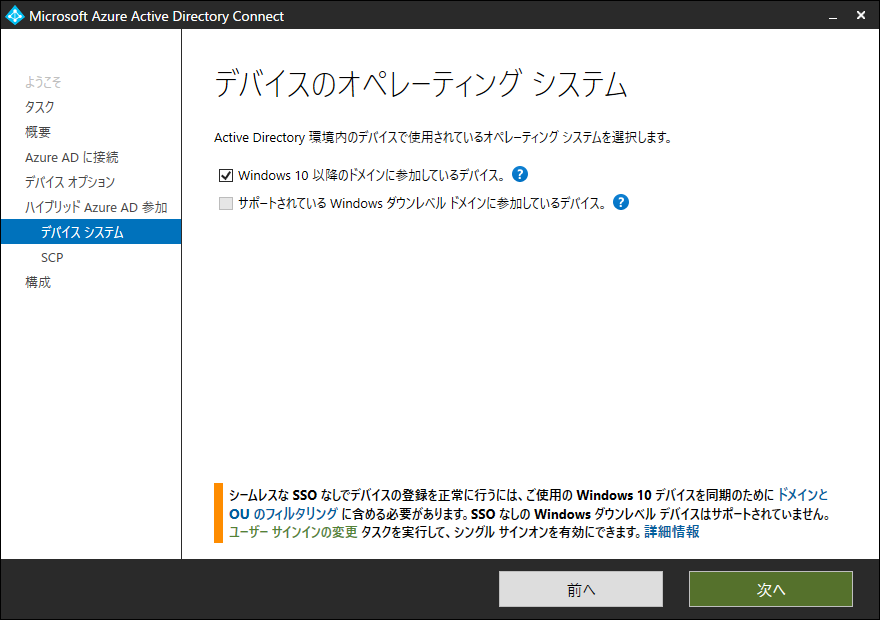 Microsoft Azure Active Directory Connect
ようこそ
タスク
概要
Azure AD に接続
デバイス オプション
ハイブリッド Azure AD 参加
デバイス システム
SCP
構成
デバイスのオペレーティング システム
Active Directory 環境内のデバイスで使用されているオペレーティング システムを選択します。
Windows 10 以降のドメインに参加しているデバイス。 ?
サポートされている Windows ダウンレベル ドメインに参加しているデバイス。 ?
シームレスな SSO なしでデバイスの登録を正常に行うには、ご使用の Windows 10 デバイスを同期のために ドメインと
OU のフィルタリング に含める必要があります。SSO なしの Windows ダウンレベル デバイスはサポートされていません。
ユーザー サインインの変更 タスクを実行して、シングル サインオンを有効にできます。詳細情報
前へ
次へ